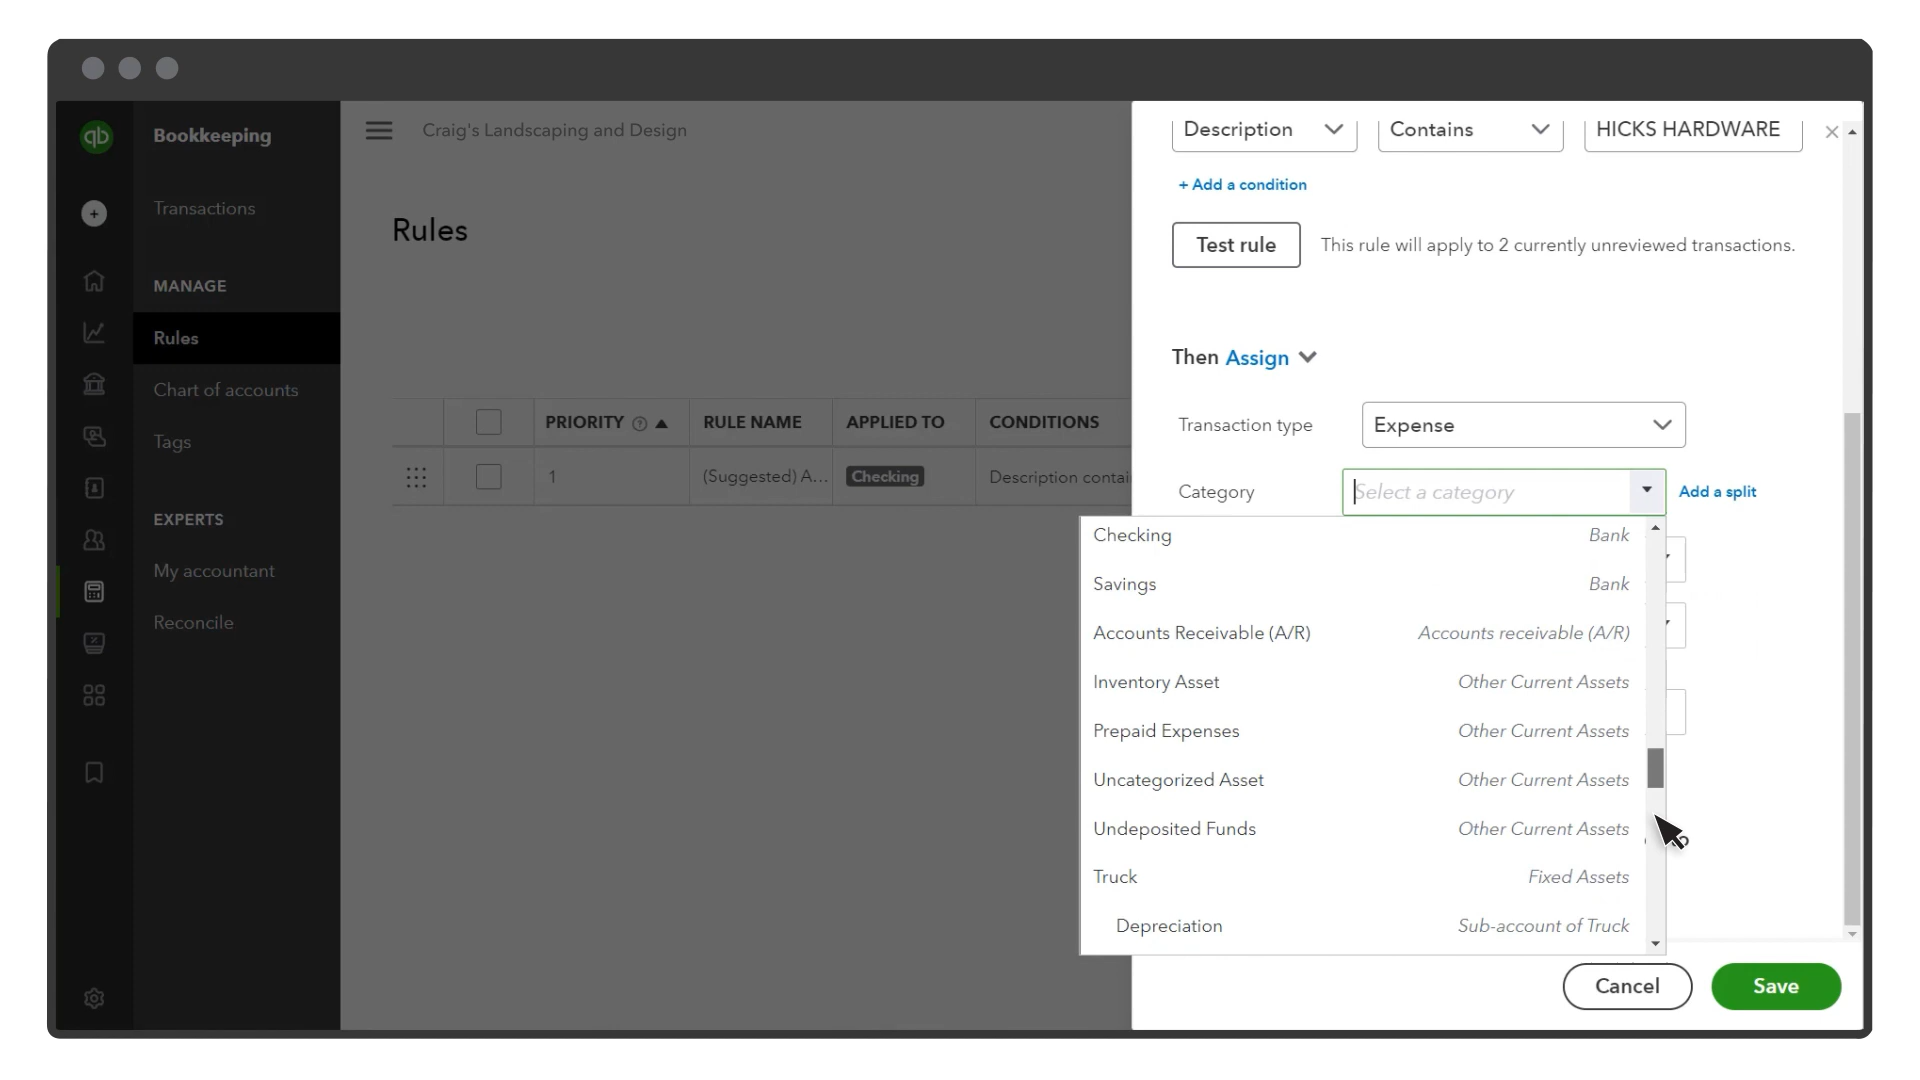 qb
Bookkeeping
Craig's Landscaping and Design
Transactions
MANAGE
Rules
Chart of accounts
Tags
EXPERTS
My accountant
Reconcile
Rules
PRIORITY ? RULE NAME APPLIED TO CONDITIONS
1 (Suggested) A... Checking Description contai
Description Contains HICKS HARDWARE
+ Add a condition
Test rule This rule will apply to 2 currently unreviewed transactions.
Then Assign
Transaction type Expense
Category Select a category Add a split
Checking Bank
Savings Bank
Accounts Receivable (A/R) Accounts receivable (A/R)
Inventory Asset Other Current Assets
Prepaid Expenses Other Current Assets
Uncategorized Asset Other Current Assets
Undeposited Funds Other Current Assets
Truck Fixed Assets
Depreciation Sub-account of Truck
Cancel Save